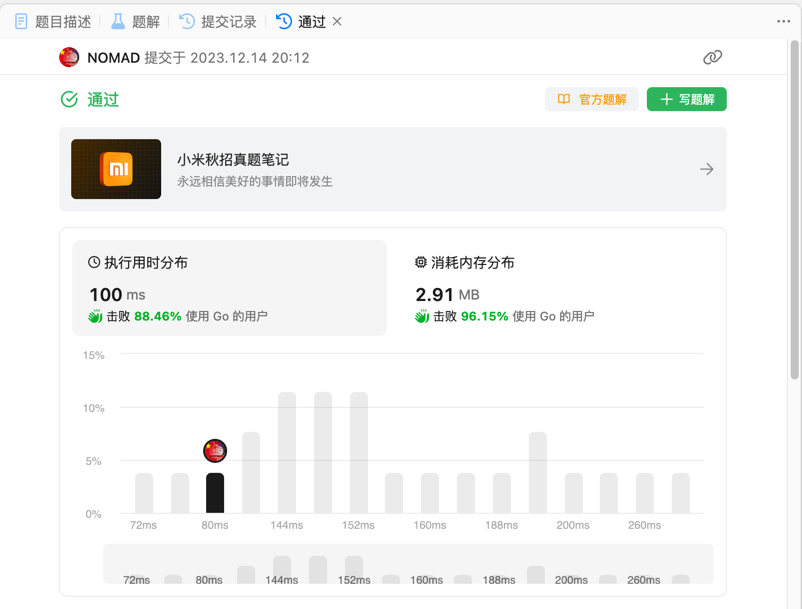 题目描述 题解 提交记录 通过
NOMAD 提交于 2023.12.14 20:12
通过 官方题解 写题解
小米秋招真题笔记
永远相信美好的事情即将发生
执行用时分布 消耗内存分布
100 ms 2.91 MB
击败 88.46% 使用 Go 的用户 击败 96.15% 使用 Go 的用户
15%
10%
5%
0%
72ms 80ms 144ms 152ms 160ms 188ms 200ms 260ms
72ms 80ms 144ms 152ms 160ms 188ms 200ms 260ms